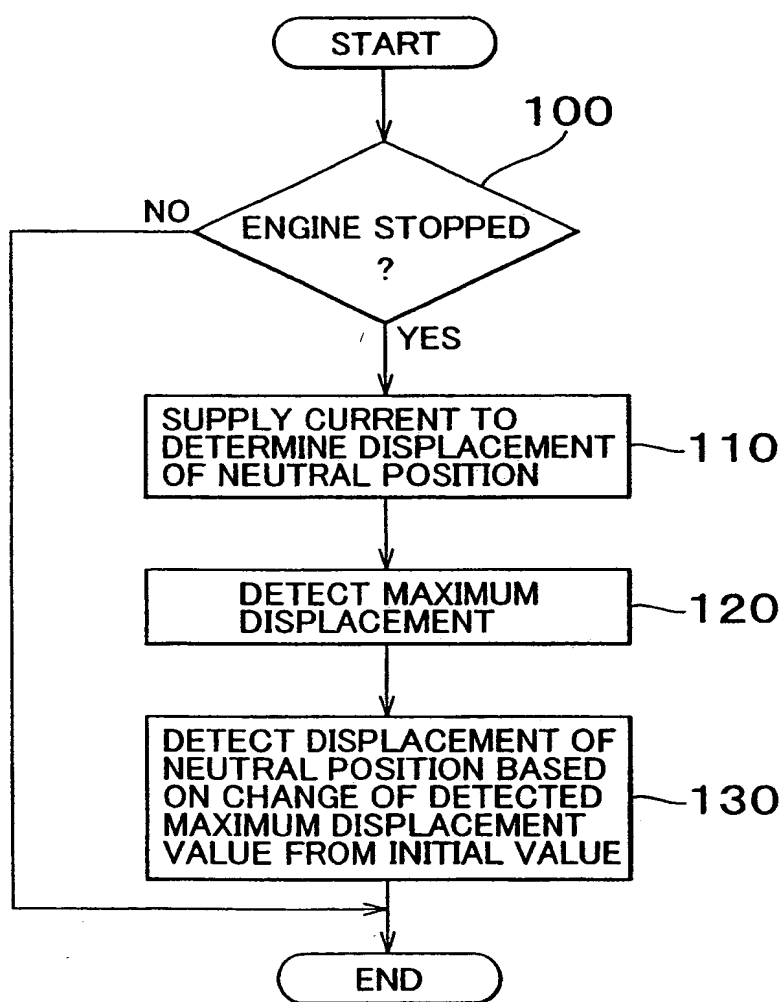 START
100
NO
ENGINE STOPPED
?
YES
SUPPLY CURRENT TO
DETERMINE DISPLACEMENT
OF NEUTRAL POSITION
110
DETECT MAXIMUM
DISPLACEMENT
120
DETECT DISPLACEMENT OF
NEUTRAL POSITION BASED
ON CHANGE OF DETECTED
MAXIMUM DISPLACEMENT
VALUE FROM INITIAL VALUE
130
END